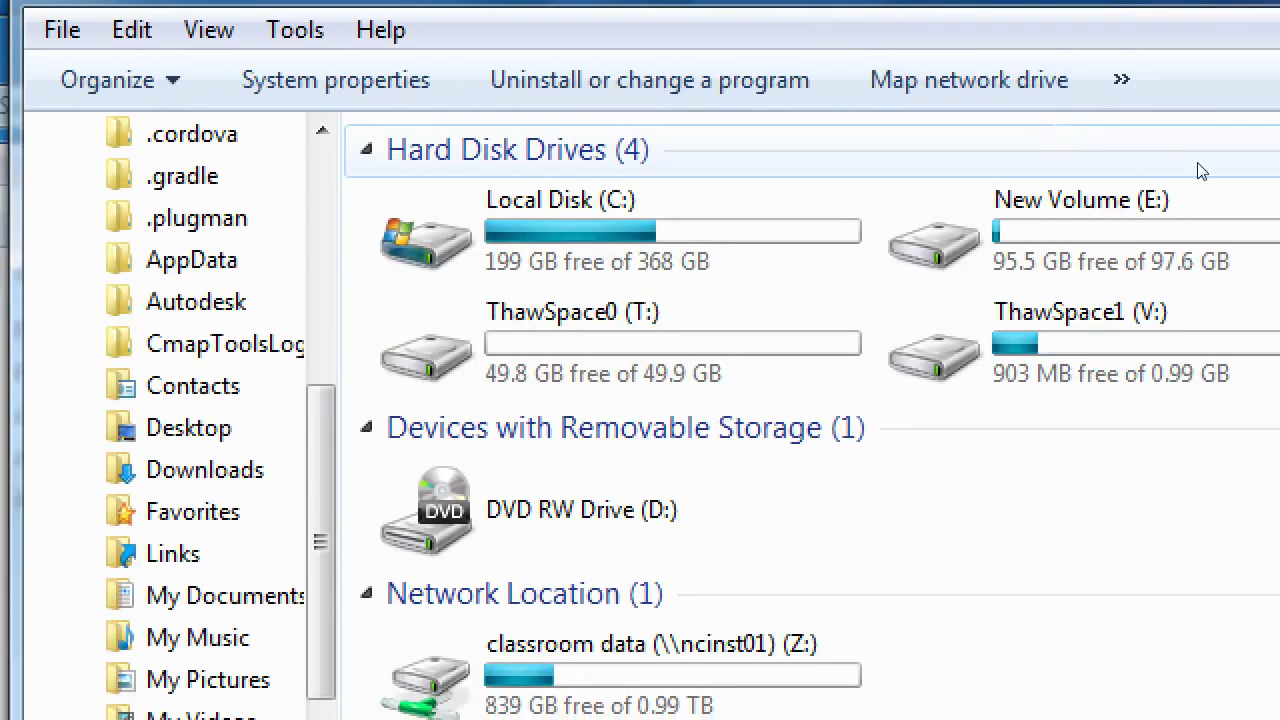 File Edit View Tools Help
Organize System properties Uninstall or change a program Map network drive »
.cordova
.gradle
.plugman
AppData
Autodesk
CmapToolsLog
Contacts
Desktop
Downloads
Favorites
Links
My Documents
My Music
My Pictures
My Videos
Hard Disk Drives (4)
Local Disk (C:)
199 GB free of 368 GB
New Volume (E:)
95.5 GB free of 97.6 GB
ThawSpace0 (T:)
49.8 GB free of 49.9 GB
ThawSpace1 (V:)
903 MB free of 0.99 GB
Devices with Removable Storage (1)
DVD
DVD RW Drive (D:)
Network Location (1)
classroom data (\\ncinst01) (Z:)
839 GB free of 0.99 TB